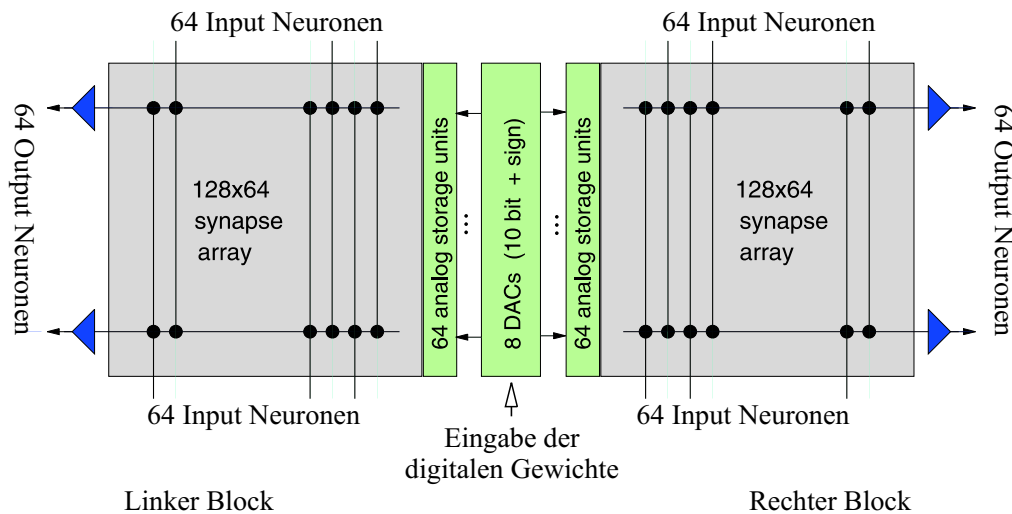 64 Input Neuronen
64 Input Neuronen
64 Output Neuronen
128x64
synapse
array
64 analog storage units
...
8 DACs (10 bit + sign)
...
64 analog storage units
128x64
synapse
array
64 Output Neuronen
64 Input Neuronen
64 Input Neuronen
Eingabe der
digitalen Gewichte
Linker Block
Rechter Block